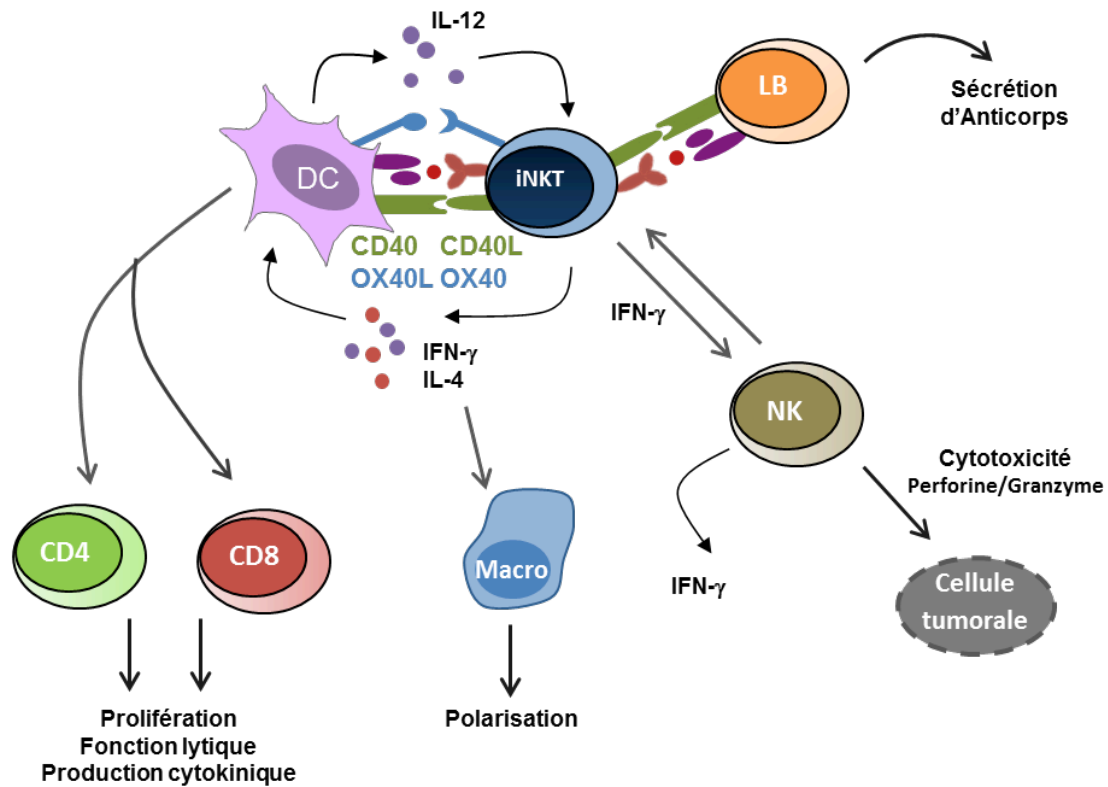 IL-12
LB
Sécrétion
d’Anticorps
DC
iNKT
CD40 CD40L
OX40L OX40
IFN-γ
IFN-γ
IL-4
NK
Cytotoxicité
Perforine/Granzyme
CD4
CD8
Macro
IFN-γ
Cellule
tumorale
Prolifération
Fonction lytique
Production cytokinique
Polarisation